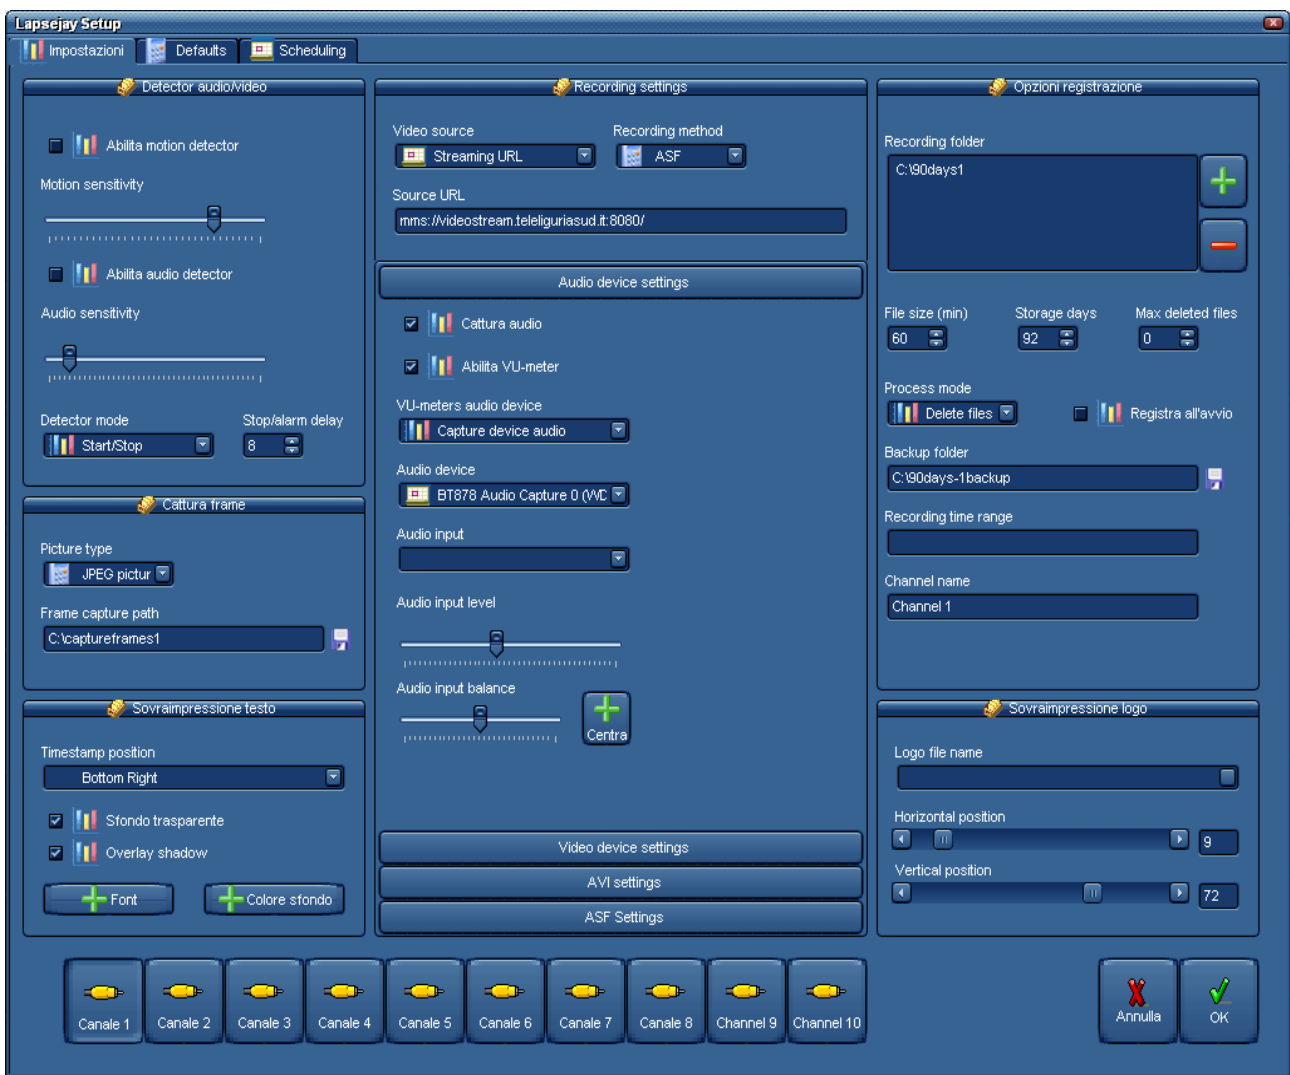 Lapsejay Setup
Impostazioni
Defaults
Scheduling
Detector audio/video
Abilita motion detector
Motion sensitivity
Abilita audio detector
Audio sensitivity
Detector mode
Stop/alarm delay
Start/Stop
8
Cattura frame
Picture type
JPEG pictur
Frame capture path
C:\captureframes1
Sovraimpressione testo
Timestamp position
Bottom Right
Sfondo trasparente
Overlay shadow
Font
Colore sfondo
Recording settings
Video source
Recording method
Streaming URL
ASF
Source URL
mms://videostream.teleliguriasud.it:8080/
Audio device settings
Cattura audio
Abilita VU-meter
VU-meters audio device
Capture device audio
Audio device
BT878 Audio Capture 0 (WD
Audio input
Audio input level
Audio input balance
Centra
Video device settings
AVI settings
ASF Settings
Opzioni registrazione
Recording folder
C:\90days1
File size (min)
Storage days
Max deleted files
60
92
0
Process mode
Delete files
Registra all'avvio
Backup folder
C:\90days-1backup
Recording time range
Channel name
Channel 1
Sovraimpressione logo
Logo file name
Horizontal position
9
Vertical position
72
Canale 1
Canale 2
Canale 3
Canale 4
Canale 5
Canale 6
Canale 7
Canale 8
Channel 9
Channel 10
Annulla
OK